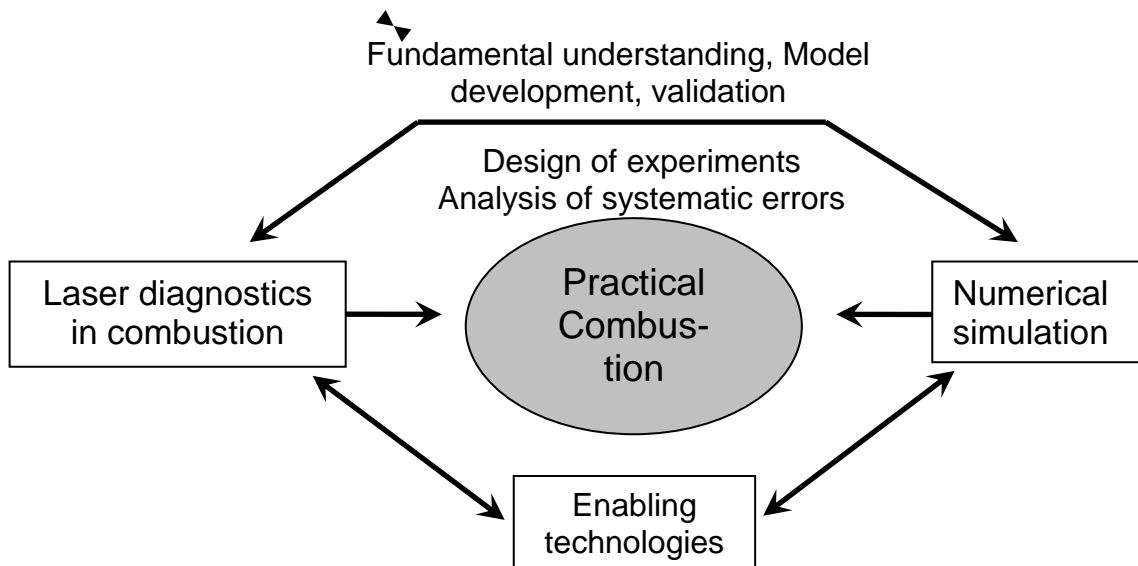 Fundamental understanding, Model
development, validation
Design of experiments
Analysis of systematic errors
Laser diagnostics
in combustion
Practical
Combus-
tion
Numerical
simulation
Enabling
technologies